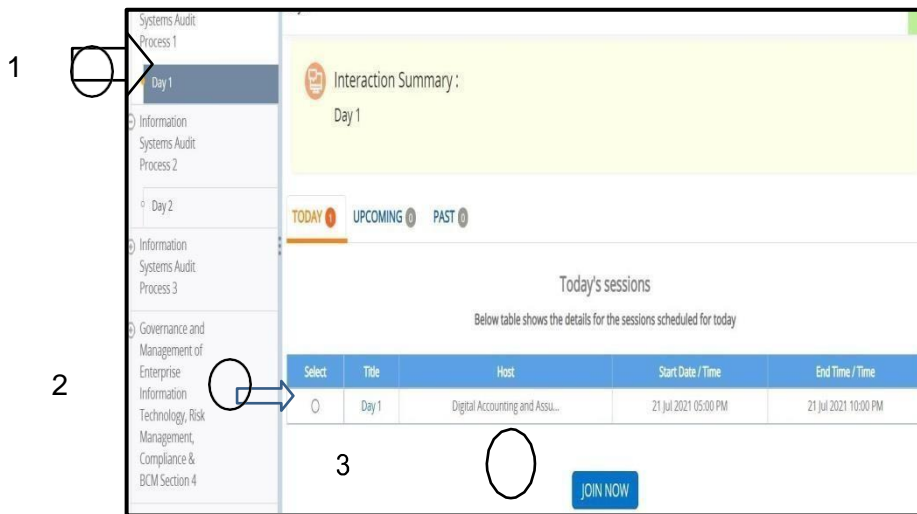 1
2
3
Systems Audit
Process 1
Day 1
Information
Systems Audit
Process 2
Day 2
Information
Systems Audit
Process 3
Governance and
Management of
Enterprise
Information
Technology, Risk
Management,
Compliance &
BCM Section 4
Interaction Summary :
Day 1
TODAY 1 UPCOMING 0 PAST 0
Today's sessions
Below table shows the details for the sessions scheduled for today
Select Title Host Start Date / Time End Time / Time
Day 1 Digital Accounting and Assu... 21 Jul 2021 05:00 PM 21 Jul 2021 10:00 PM
JOIN NOW